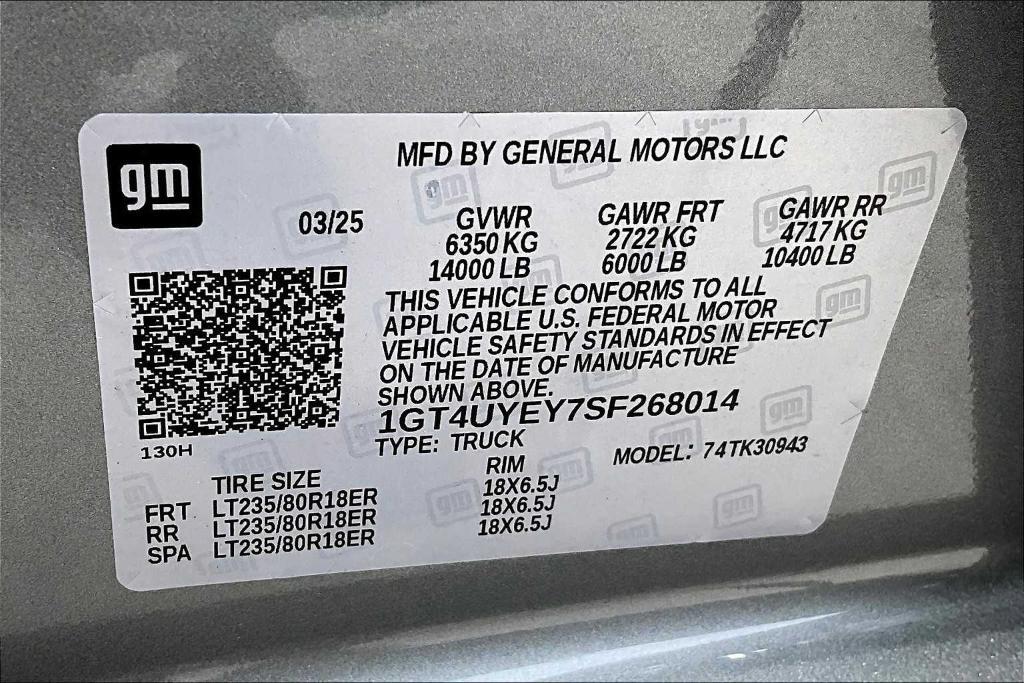 gm
MFD BY GENERAL MOTORS LLC
03/25
GVWR GAWR FRT GAWR RR
6350 KG 2722 KG 4717 KG
14000 LB 6000 LB 10400 LB
THIS VEHICLE CONFORMS TO ALL
APPLICABLE U.S. FEDERAL MOTOR
VEHICLE SAFETY STANDARDS IN EFFECT
ON THE DATE OF MANUFACTURE
SHOWN ABOVE.
1GT4UYEY7SF268014
TYPE: TRUCK
MODEL: 74TK30943
130H
TIRE SIZE RIM
FRT LT235/80R18ER 18X6.5J
RR LT235/80R18ER 18X6.5J
SPA LT235/80R18ER 18X6.5J